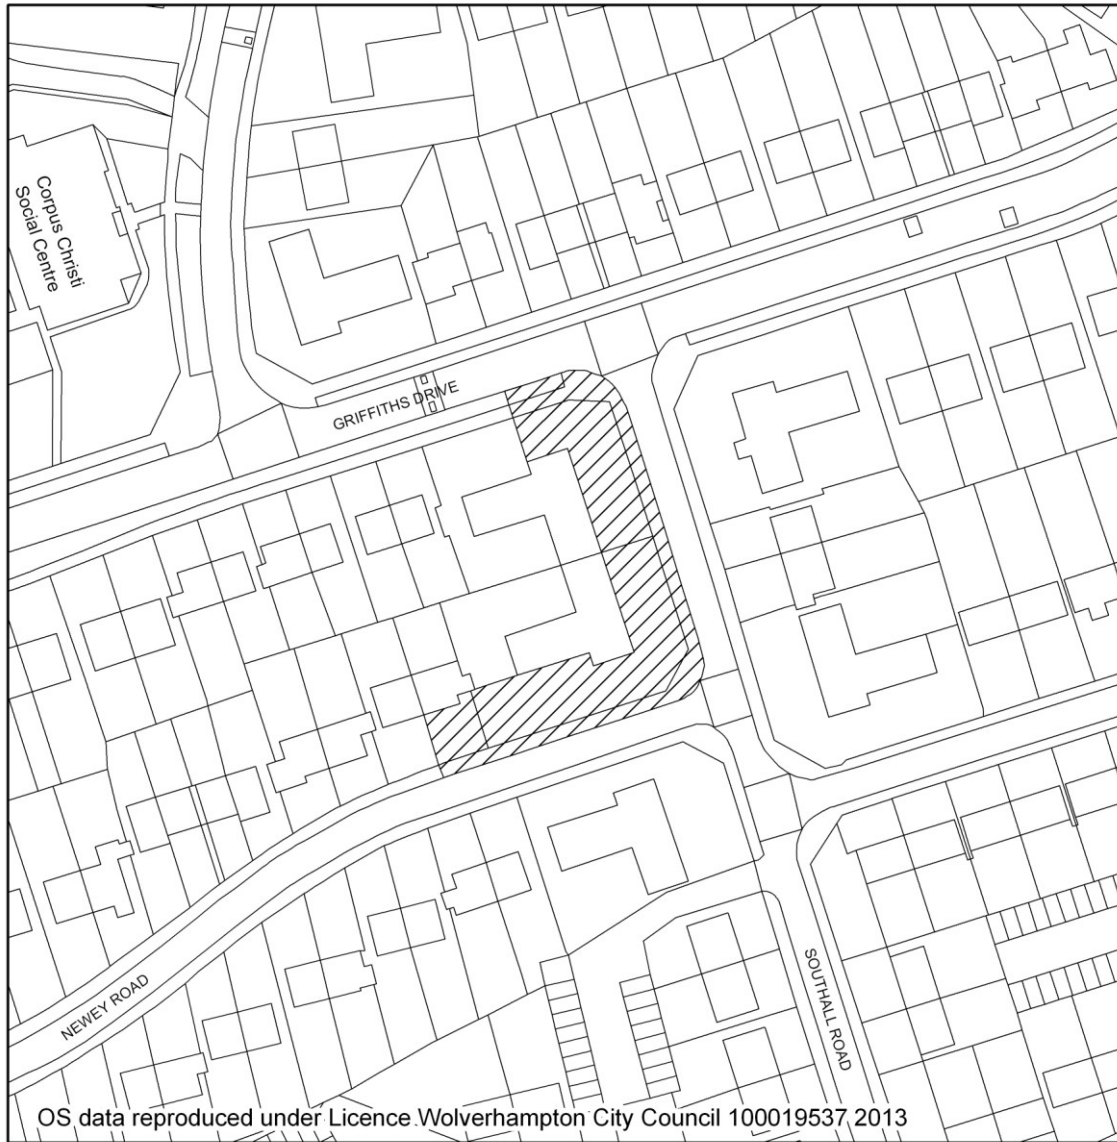 Corpus Christi
Social Centre
GRIFFITHS DRIVE
NEWEY ROAD
SOUTHALL ROAD
OS data reproduced under Licence.Wolverhampton City Council 100019537 2013